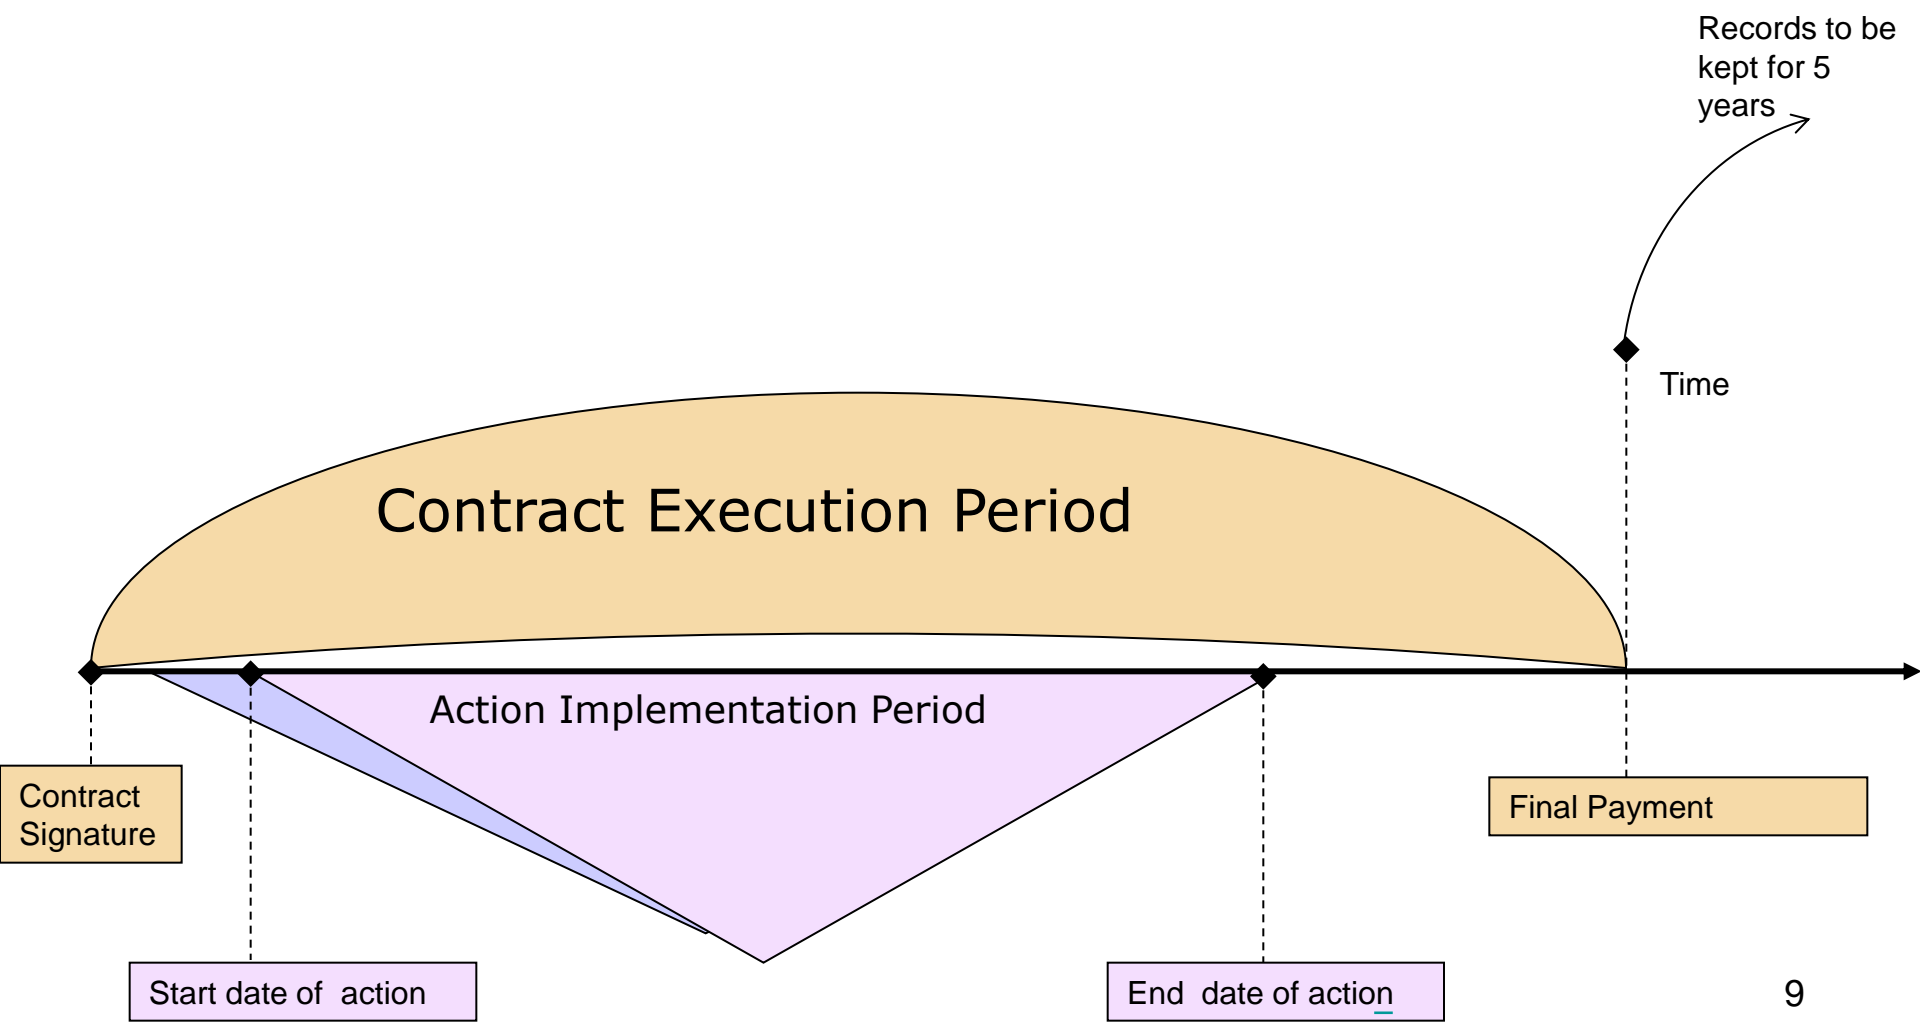 Records to be
kept for 5
years
Time
Contract Execution Period
Action Implementation Period
Contract
Signature
Final Payment
Start date of  action
End  date of action
9